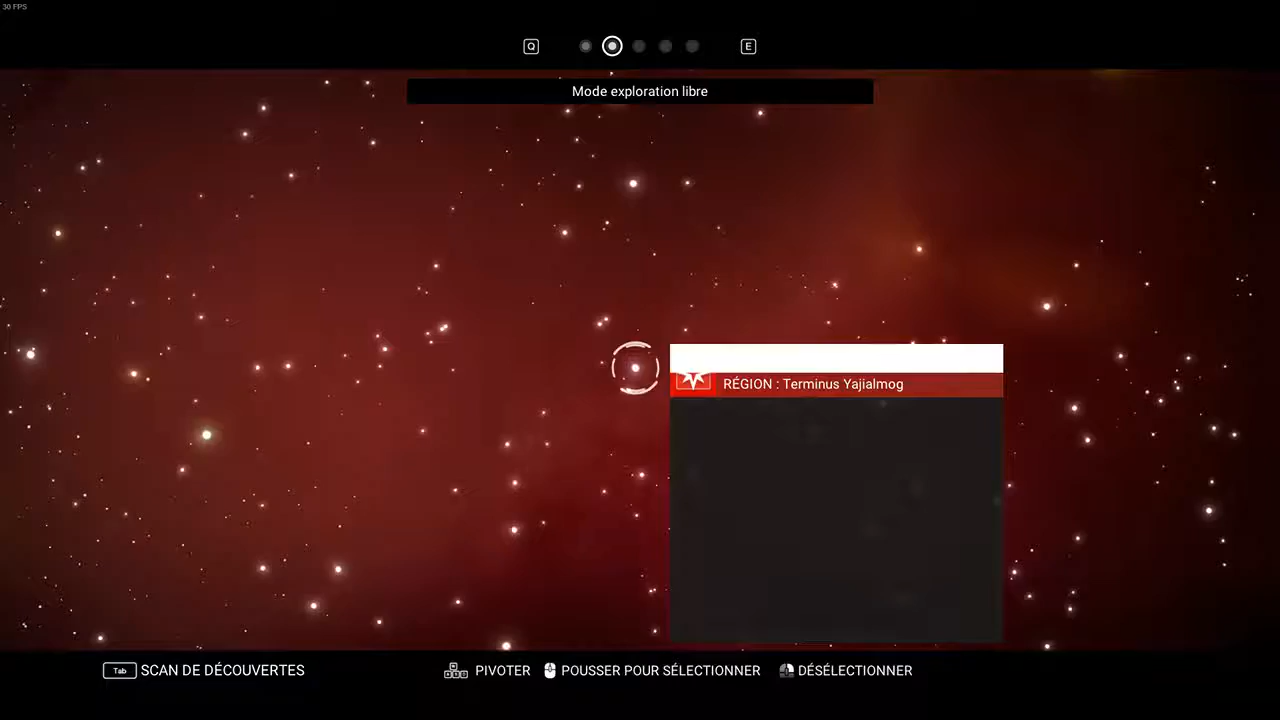 30 FPS
Q
E
Mode exploration libre
RÉGION : Terminus Yajialmog
Tab SCAN DE DÉCOUVERTES
PIVOTER
POUSSER POUR SÉLECTIONNER
DÉSÉLECTIONNER